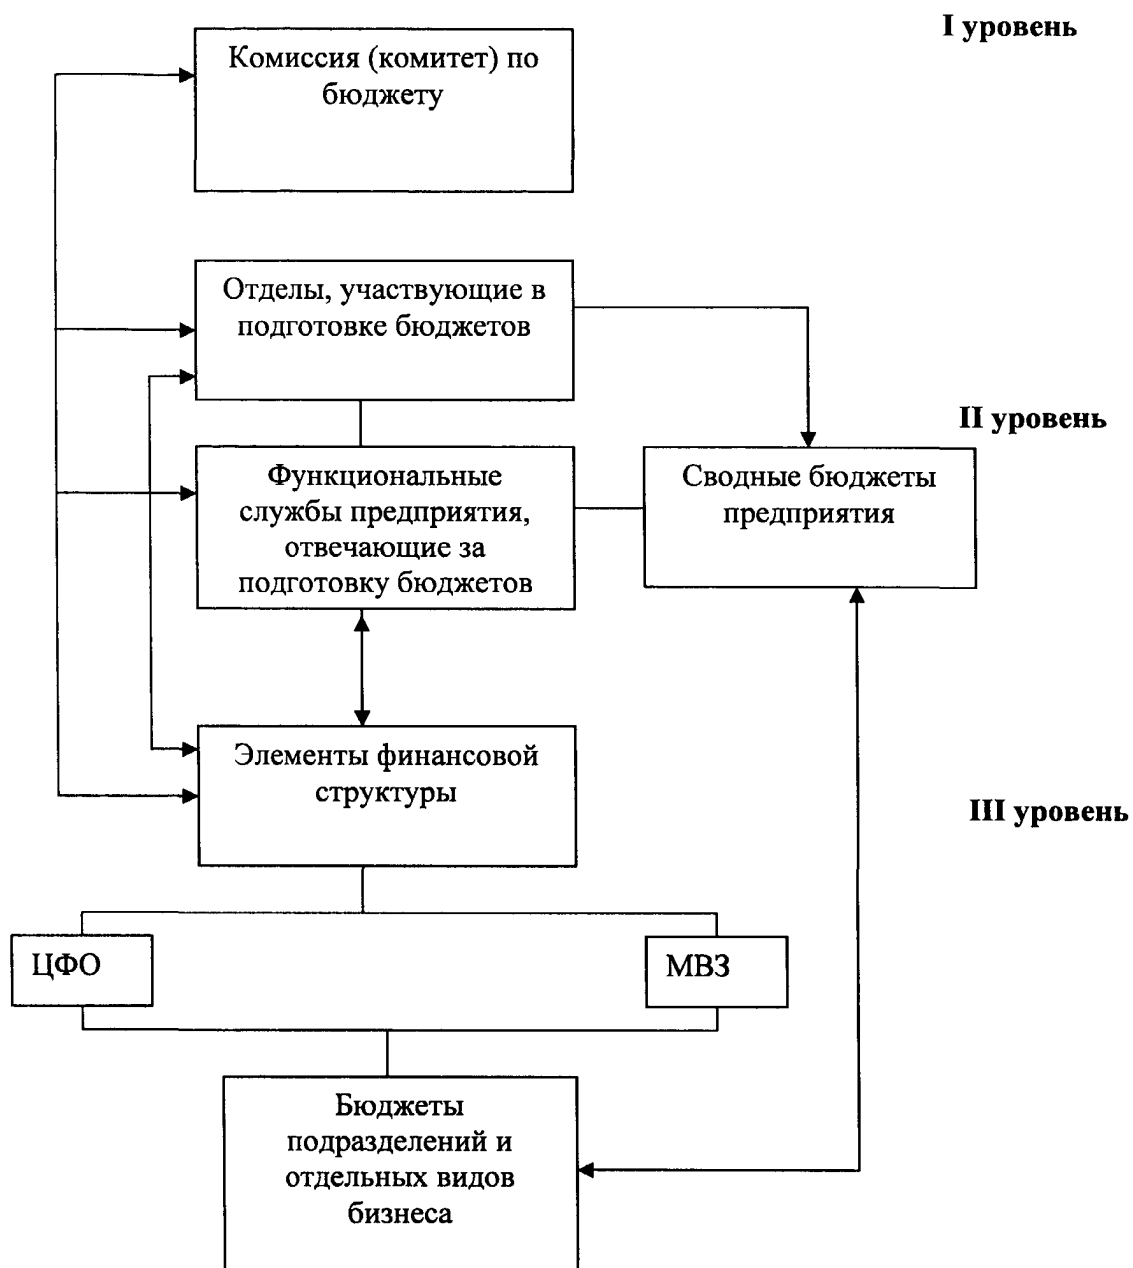 I уровень
Комиссия (комитет) по
бюджету
Отделы, участвующие в
подготовке бюджетов
II уровень
Функциональные
службы предприятия,
отвечающие за
подготовку бюджетов
Сводные бюджеты
предприятия
Элементы финансовой
структуры
III уровень
ЦФО
МВЗ
Бюджеты
подразделений и
отдельных видов
бизнеса